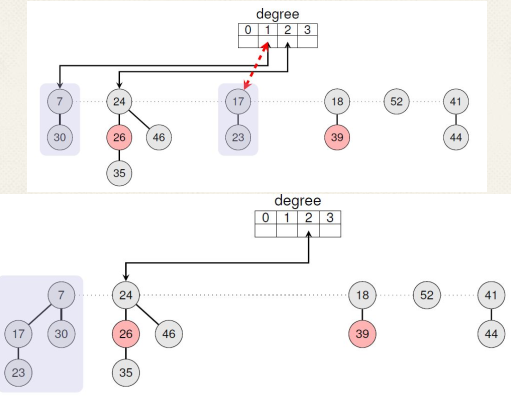 degree
0 1 2 3
7 24 17 18 52 41
30 26 46 23 39 44
35
degree
0 1 2 3
7 24 18 52 41
17 30 26 46 39 44
23 35